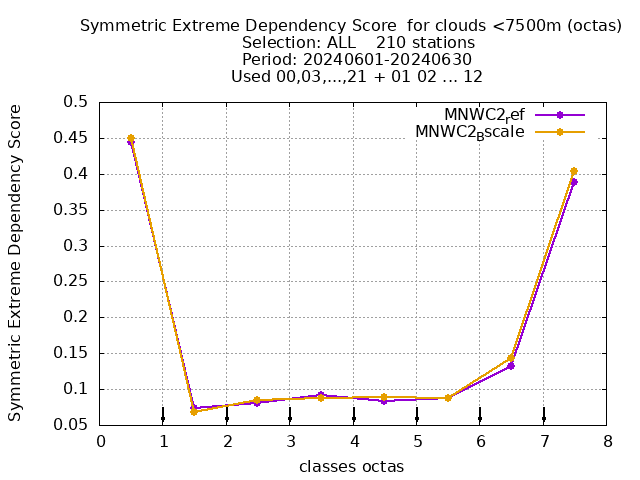 Symmetric Extreme Dependency Score  for clouds <7500m (octas)
Selection: ALL    210 stations
Period: 20240601-20240630
Used 00,03,...,21 + 01 02 ... 12
Symmetric Extreme Dependency Score
0.5
0.45
0.4
0.35
0.3
0.25
0.2
0.15
0.1
0.05
MNWC2ref
MNWC2Bscale
0 1 2 3 4 5 6 7 8
classes octas